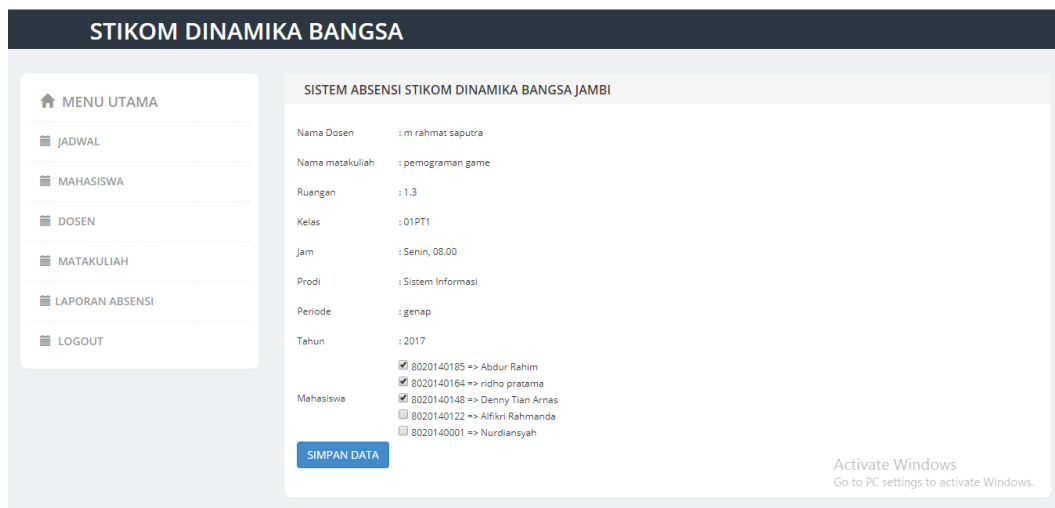 STIKOM DINAMIKA BANGSA
MENU UTAMA
JADWAL
MAHASISWA
DOSEN
MATAKULIAH
LAPORAN ABSENSI
LOGOUT
SISTEM ABSENSI STIKOM DINAMIKA BANGSA JAMBI
Nama Dosen : m rahmat saputra
Nama matakuliah : pemograman game
Ruangan : 1.3
Kelas : 01PT1
Jam : Senin, 08.00
Prodi : Sistem Informasi
Periode : genap
Tahun : 2017
Mahasiswa
8020140185 => Abdur Rahim
8020140164 => ridho pratama
8020140148 => Denny Tian Arnas
8020140122 => Alfikri Rahmanda
8020140001 => Nurdiansyah
SIMPAN DATA
Activate Windows
Go to PC settings to activate Windows.